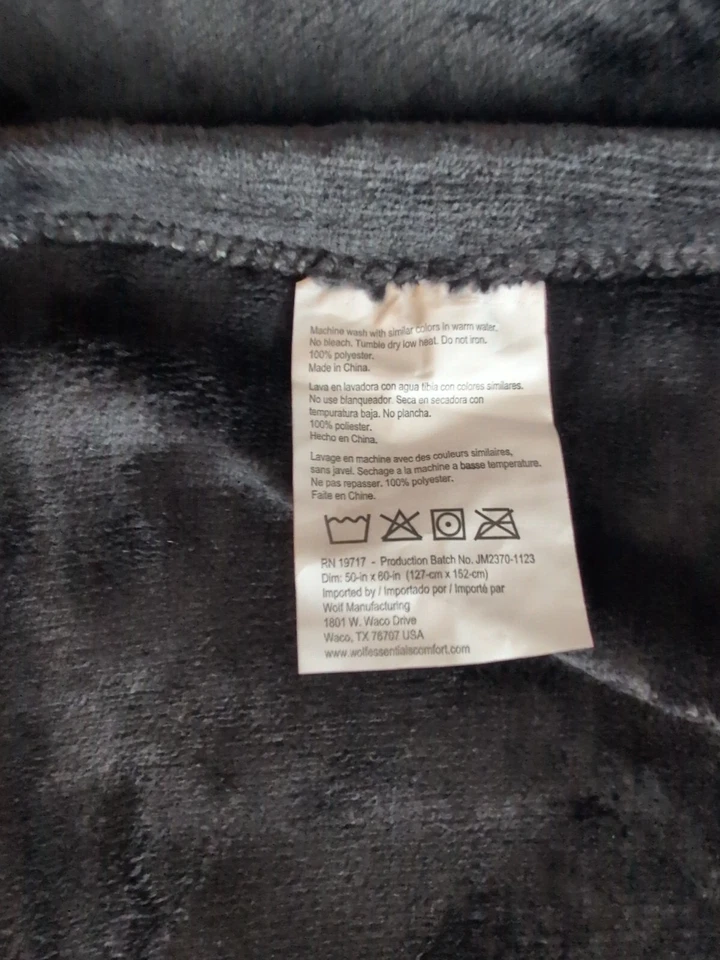 Machine wash with similar colors in warm water.
No bleach. Tumble dry low heat. Do not iron.
100% polyester.
Made in China.
Lava en lavadora con agua tibia con colores similares.
No use blanqueador. Seca en secadora con
tempuratura baja. No plancha.
100% poliester.
Hecho en China.
Lavage en machine avec des couleurs similaires,
sans javel. Sechage a la machine a basse temperature.
Ne pas repasser. 100% polyester.
Faite en Chine.
RN 19717 - Production Batch No. JM2370-1123
Dim: 50-in x 60-in (127-cm x 152-cm)
Imported by / Importado por / Importé par
Wolf Manufacturing
1801 W. Waco Drive
Waco, TX 76707 USA
www.wolfessentialscomfort.com